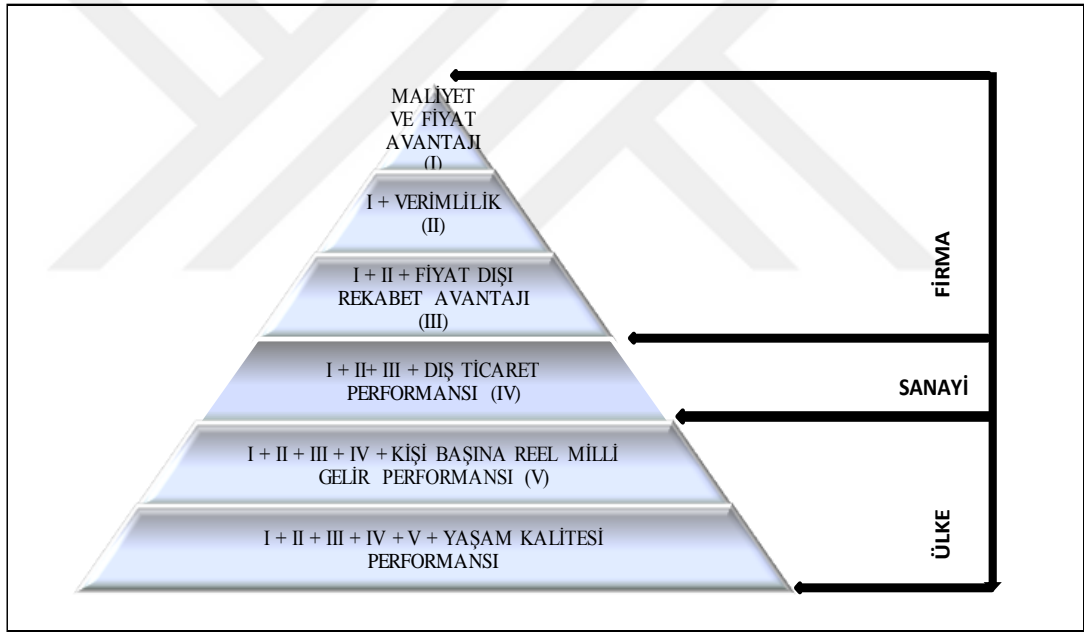 MALİYET
VE FİYAT
AVANTAJI
(I)
I + VERİMLİLİK
(II)
I + II + FİYAT DIŞI
REKABET AVANTAJI
(III)
I + II+ III + DIŞ TİCARET
PERFORMANSI (IV)
I + II + III + IV + KİŞİ BAŞINA REEL MİLLİ
GELİR PERFORMANSI (V)
I + II + III + IV + V + YAŞAM KALİTESİ
PERFORMANSI
FİRMA
SANAYİ
ÜLKE